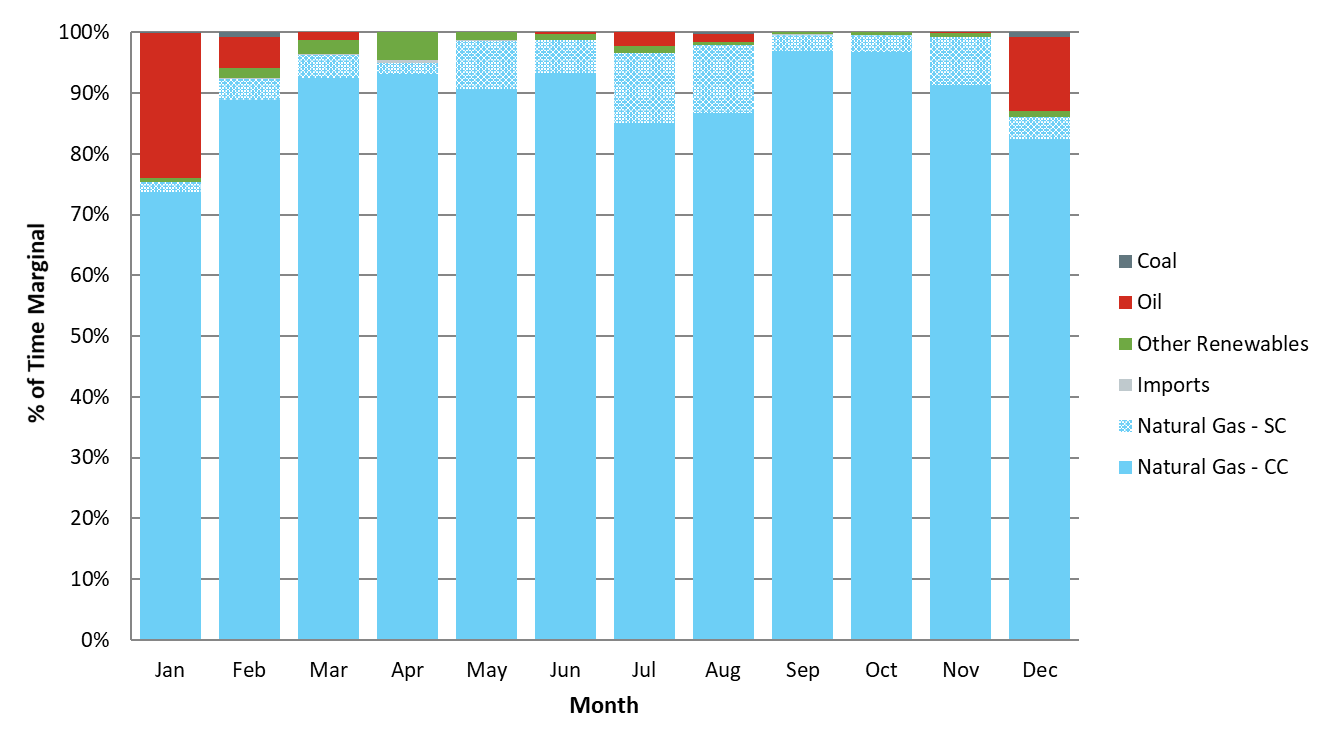 100%
90%
80%
70%
60%
50%
40%
30%
20%
10%
0%
% of Time Marginal
Jan Feb Mar Apr May Jun Jul Aug Sep Oct Nov Dec
Month
Coal
Oil
Other Renewables
Imports
Natural Gas - SC
Natural Gas - CC